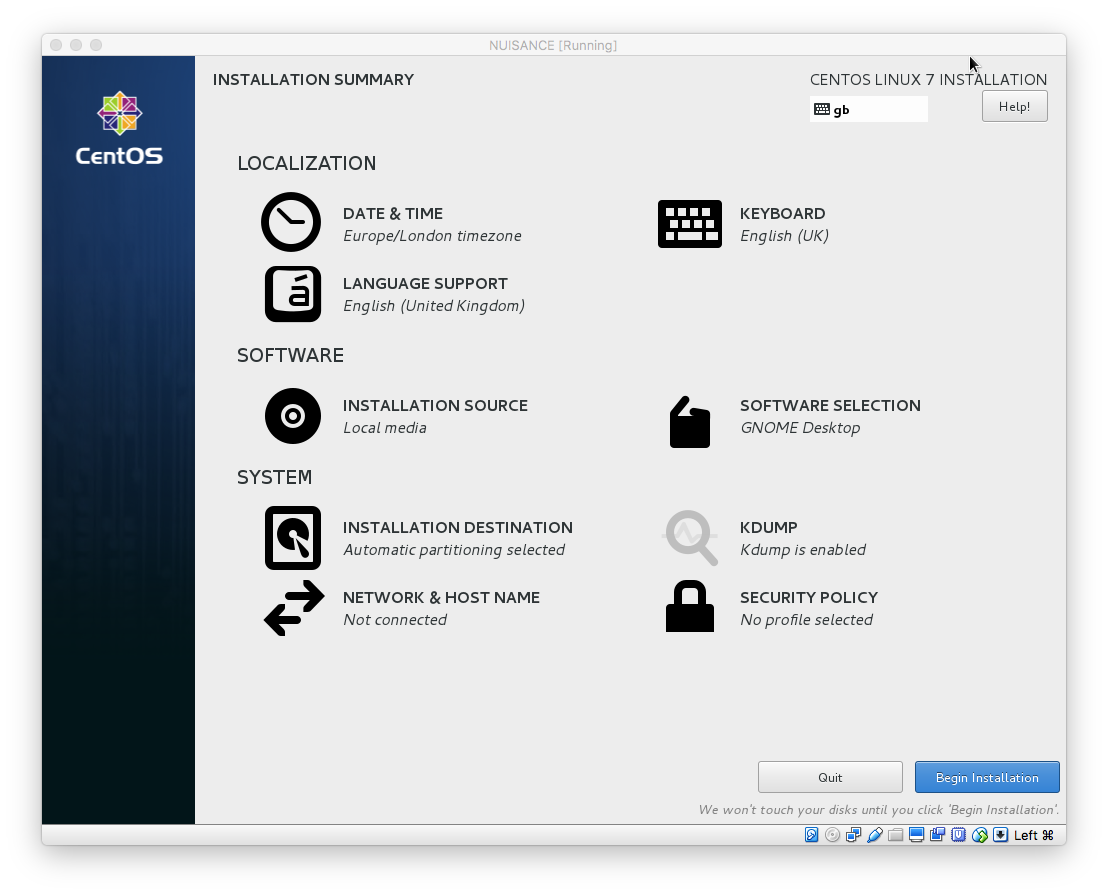 NUISANCE [Running]
INSTALLATION SUMMARY
CENTOS LINUX 7 INSTALLATION
gb
Help!
CentOS
LOCALIZATION
DATE & TIME
Europe/London timezone
KEYBOARD
English (UK)
LANGUAGE SUPPORT
English (United Kingdom)
SOFTWARE
INSTALLATION SOURCE
Local media
SOFTWARE SELECTION
GNOME Desktop
SYSTEM
INSTALLATION DESTINATION
Automatic partitioning selected
KDUMP
Kdump is enabled
NETWORK & HOST NAME
Not connected
SECURITY POLICY
No profile selected
Quit
Begin Installation
We won't touch your disks until you click 'Begin Installation'.
Left ⌘